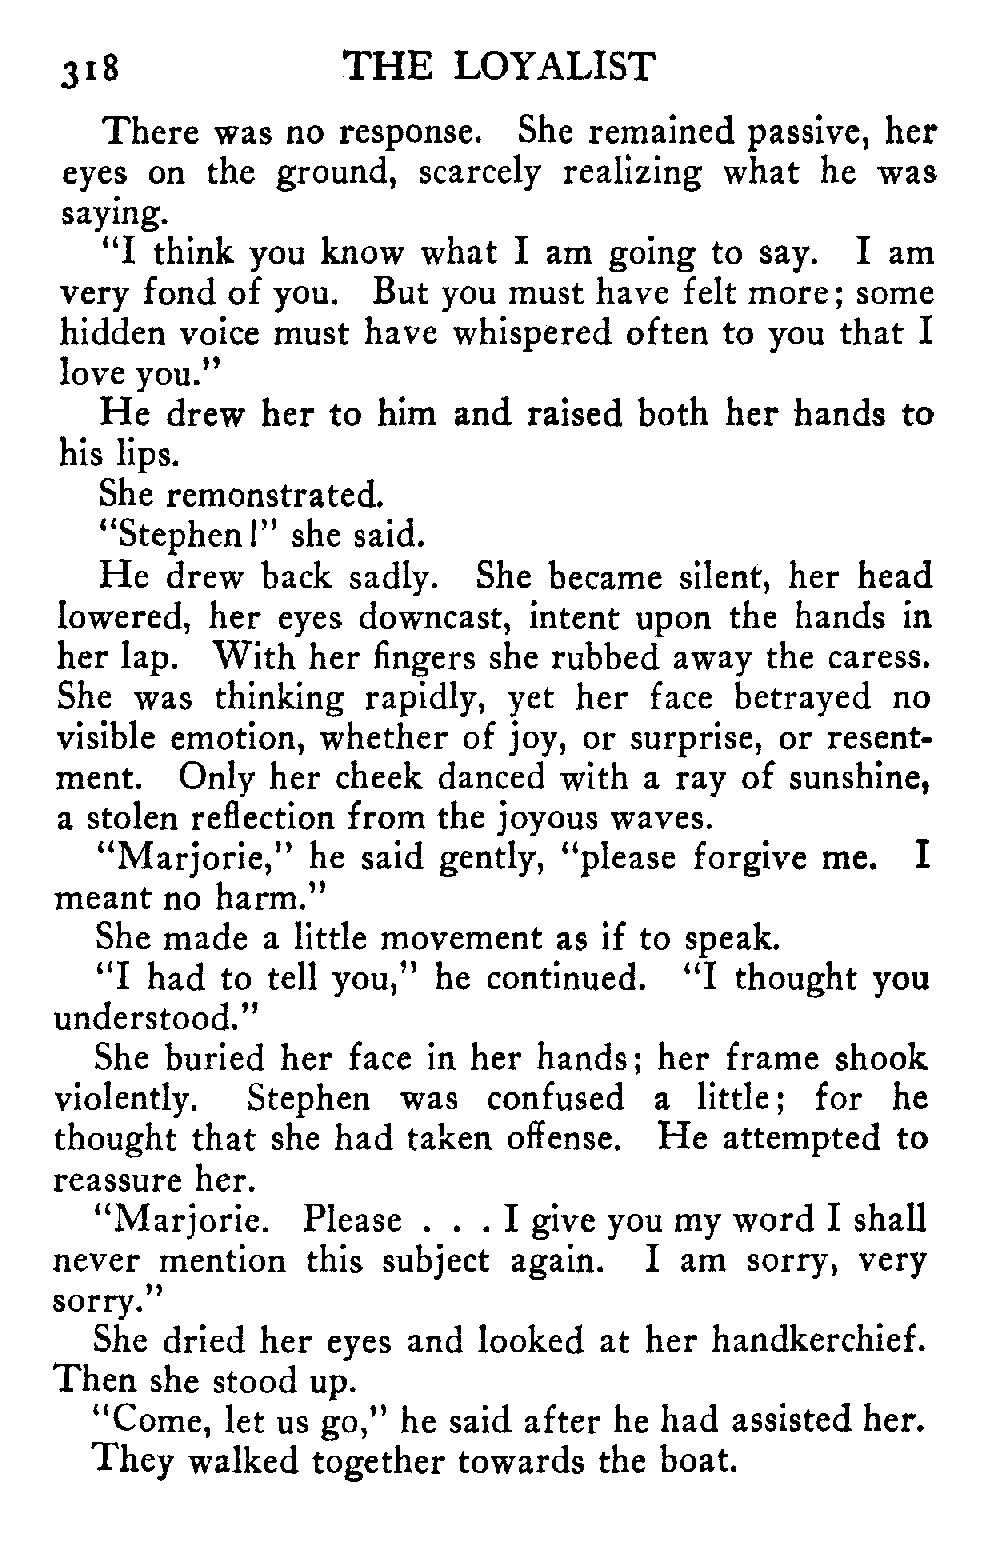 318 THE LOYALIST
There was no response. She remained passive, her
eyes on the ground, scarcely realizing what he was
saying.
"I think you know what I am going to say. I am
very fond of you. But you must have felt more; some
hidden voice must have whispered often to you that I
love you."
He drew her to him and raised both her hands to
his lips.
She remonstrated.
"Stephen!" she said.
He drew back sadly. She became silent, her head
lowered, her eyes downcast, intent upon the hands in
her lap. With her fingers she rubbed away the caress.
She was thinking rapidly, yet her face betrayed no
visible emotion, whether of joy, or surprise, or resent-
ment. Only her cheek danced with a ray of sunshine,
a stolen reflection from the joyous waves.
"Marjorie," he said gently, "please forgive me. I
meant no harm."
She made a little movement as if to speak.
"I had to tell you," he continued. "I thought you
understood."
She buried her face in her hands; her frame shook
violently. Stephen was confused a little; for he
thought that she had taken offense. He attempted to
reassure her.
"Marjorie. Please . . . I give you my word I shall
never mention this subject again. I am sorry, very
sorry."
She dried her eyes and looked at her handkerchief.
Then she stood up.
"Come, let us go," he said after he had assisted her.
They walked together towards the boat.